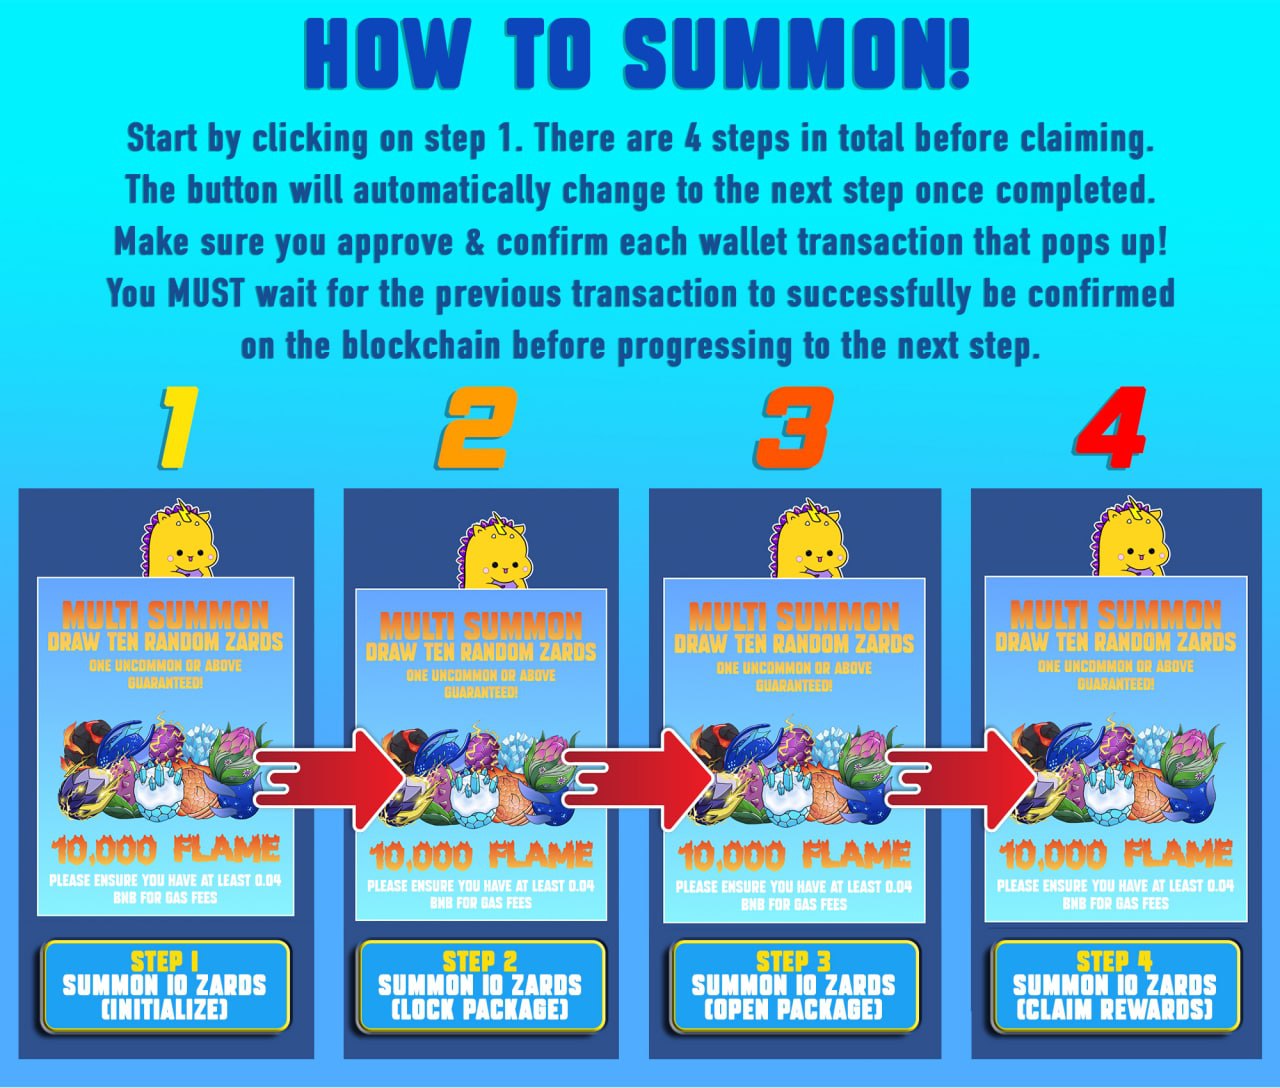 HOW TO SUMMON!
Start by clicking on step 1. There are 4 steps in total before claiming.
The button will automatically change to the next step once completed.
Make sure you approve & confirm each wallet transaction that pops up!
You MUST wait for the previous transaction to successfully be confirmed
on the blockchain before progressing to the next step.
1
MULTI SUMMON
DRAW TEN RANDOM ZARDS
ONE UNCOMMON OR ABOVE
GUARANTEED!
10,000 FLAME
PLEASE ENSURE YOU HAVE AT LEAST 0.04
BNB FOR GAS FEES
STEP 1
SUMMON 10 ZARDS
(INITIALIZE)
2
MULTI SUMMON
DRAW TEN RANDOM ZARDS
ONE UNCOMMON OR ABOVE
GUARANTEED!
10,000 FLAME
PLEASE ENSURE YOU HAVE AT LEAST 0.04
BNB FOR GAS FEES
STEP 2
SUMMON 10 ZARDS
(LOCK PACKAGE)
3
MULTI SUMMON
DRAW TEN RANDOM ZARDS
ONE UNCOMMON OR ABOVE
GUARANTEED!
10,000 FLAME
PLEASE ENSURE YOU HAVE AT LEAST 0.04
BNB FOR GAS FEES
STEP 3
SUMMON 10 ZARDS
(OPEN PACKAGE)
4
MULTI SUMMON
DRAW TEN RANDOM ZARDS
ONE UNCOMMON OR ABOVE
GUARANTEED!
10,000 FLAME
PLEASE ENSURE YOU HAVE AT LEAST 0.04
BNB FOR GAS FEES
STEP 4
SUMMON 10 ZARDS
(CLAIM REWARDS)